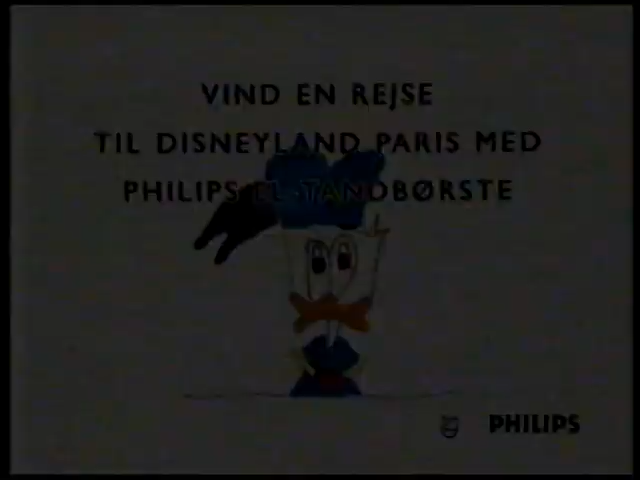 VIND EN REJSE
TIL DISNEYLAND PARIS MED
PHILIPS EL-TANDBØRSTE
PHILIPS